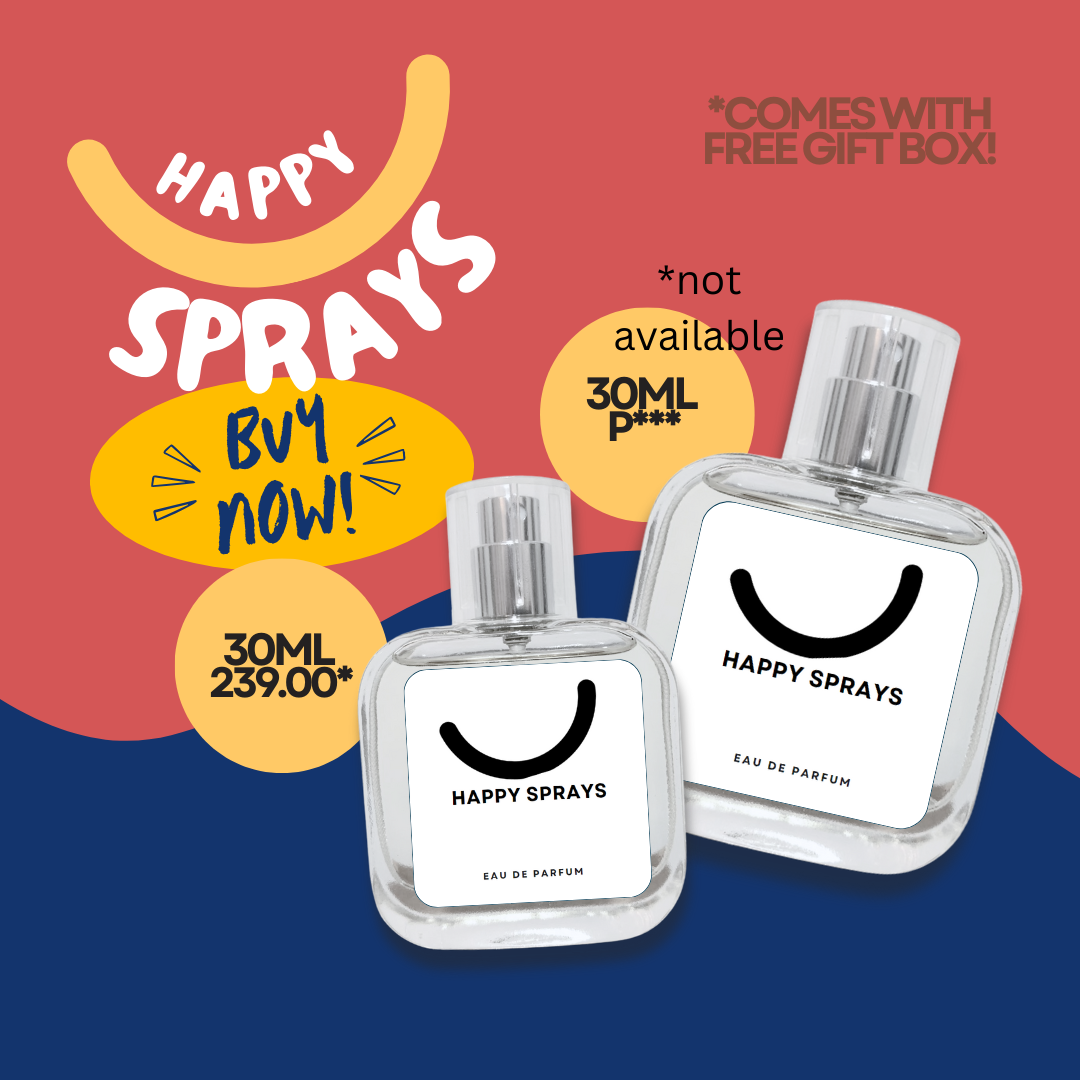 HAPPY
SPRAYS
*COMES WITH
FREE GIFT BOX!
*not
available
30ML
P***
BUY
NOW!
30ML
239.00*
HAPPY SPRAYS
EAU DE PARFUM
HAPPY SPRAYS
EAU DE PARFUM